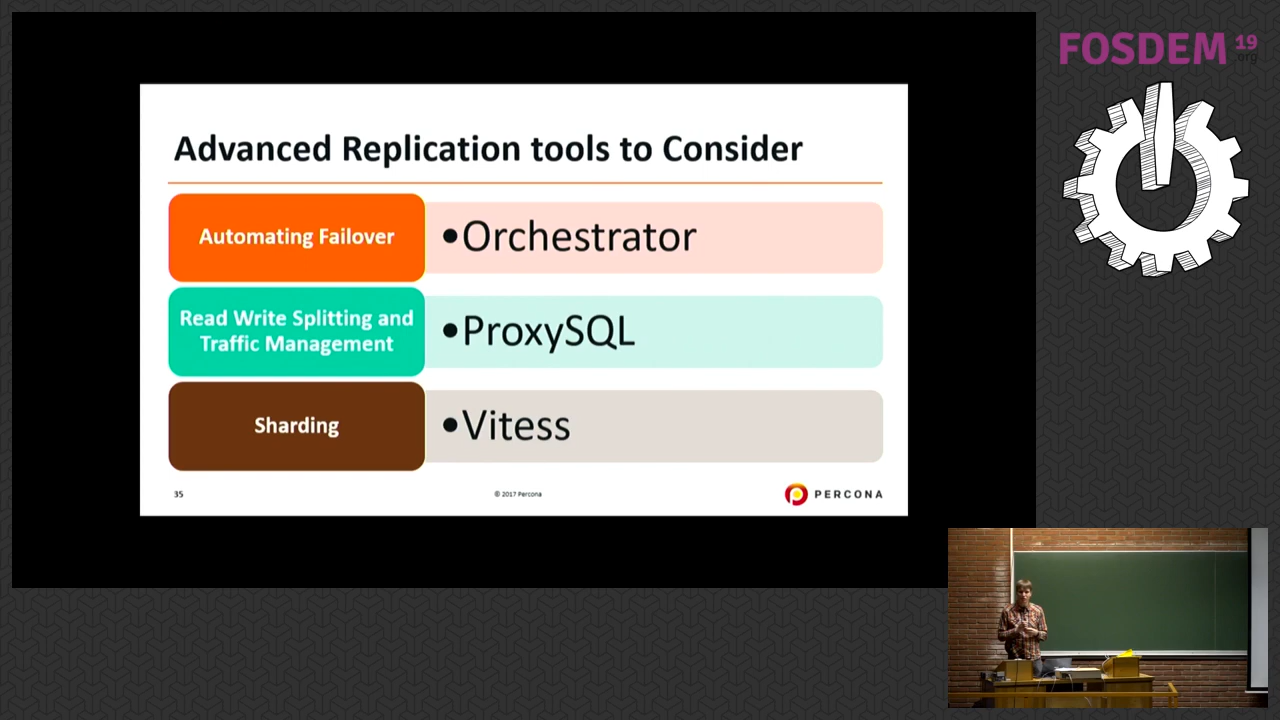 FOSDEM 19
.org
Advanced Replication tools to Consider
Automating Failover
•Orchestrator
Read Write Splitting and
Traffic Management
•ProxySQL
Sharding
•Vitess
35
© 2017 Percona
PERCONA